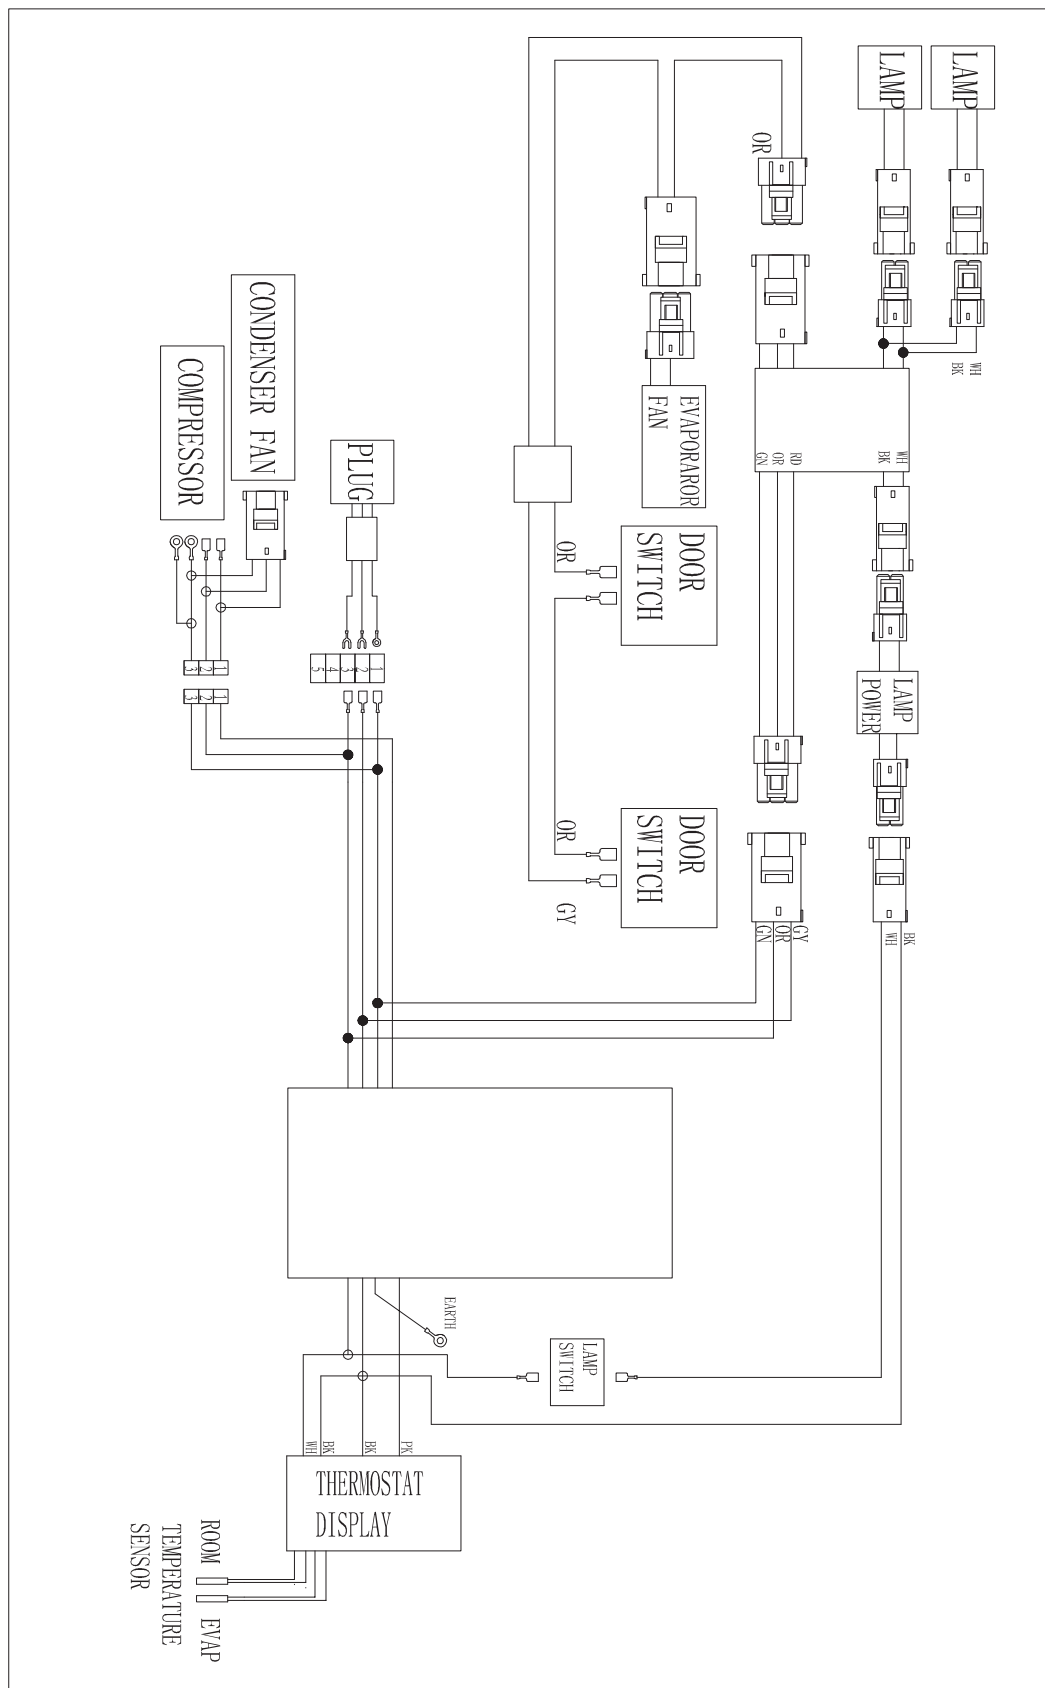 LAMP
LAMP
OR
WH
BK
CONDENSER FAN
COMPRESSOR
PLUG
EVAPORAROR
FAN
GN
OR
RD
BK
WH
DOOR
SWITCH
OR
LAMP
POWER
1
2
3
4
5
1
2
3
1
2
3
DOOR
SWITCH
OR
GY
GN
OR
GY
WH
BK
EARTH
LAMP
SWITCH
WH
BK
BK
PK
THERMOSTAT
DISPLAY
ROOM EVAP
TEMPERATURE
SENSOR